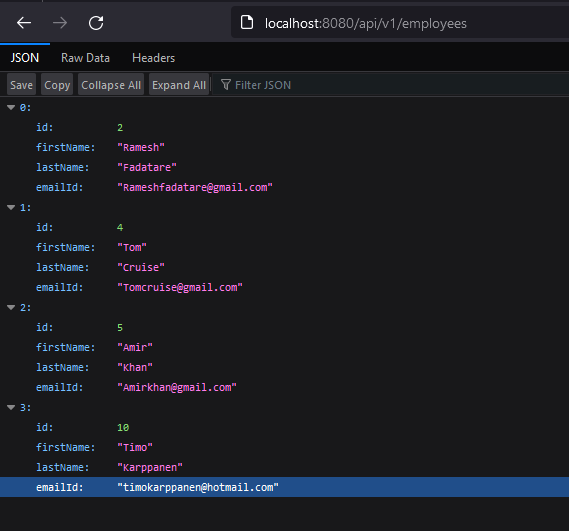 localhost:8080/api/v1/employees
JSON Raw Data Headers
Save Copy Collapse All Expand All Filter JSON
0:
id: 2
firstName: "Ramesh"
lastName: "Fadatare"
emailId: "Rameshfadatare@gmail.com"
1:
id: 4
firstName: "Tom"
lastName: "Cruise"
emailId: "Tomcruise@gmail.com"
2:
id: 5
firstName: "Amir"
lastName: "Khan"
emailId: "Amirkhan@gmail.com"
3:
id: 10
firstName: "Timo"
lastName: "Karppanen"
emailId: "timokarppanen@hotmail.com"